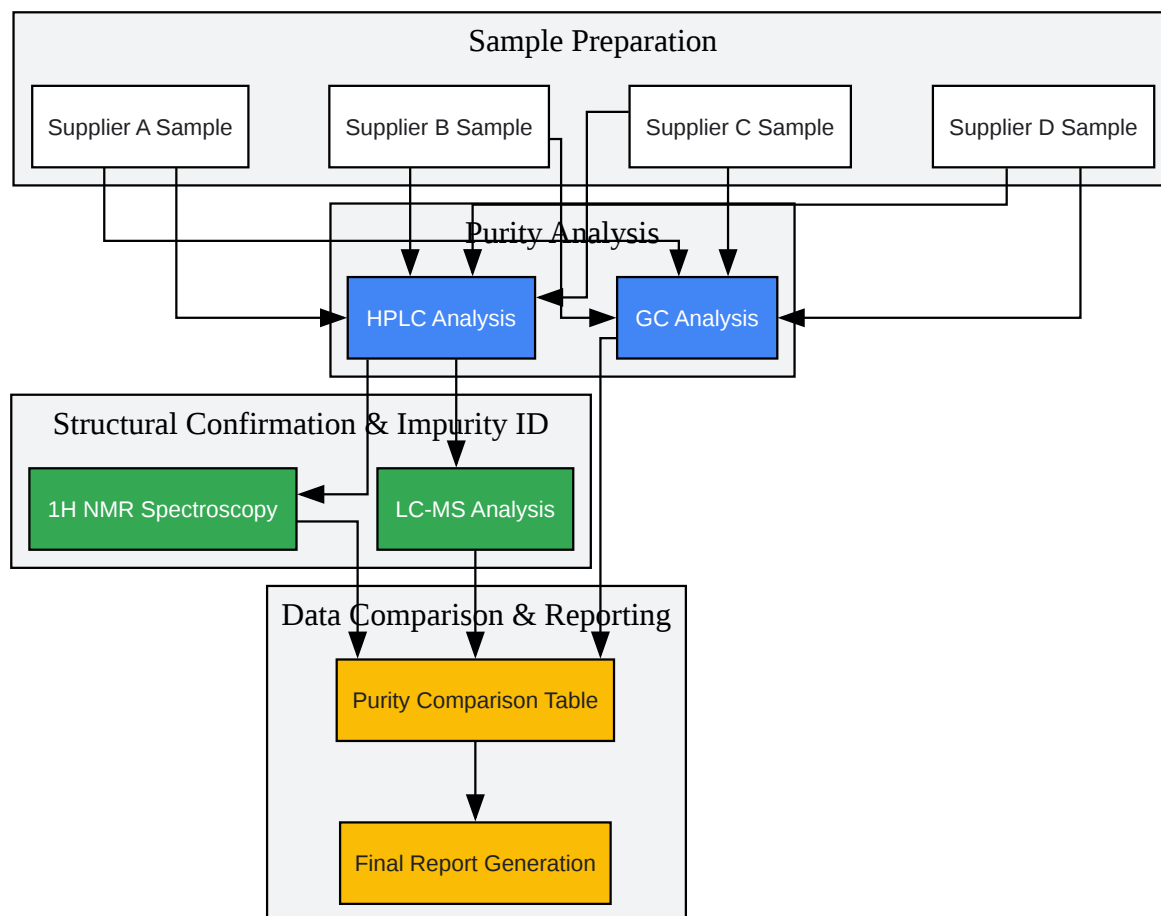 Sample Preparation
Supplier A Sample
Supplier B Sample
Supplier C Sample
Supplier D Sample
Purity Analysis
HPLC Analysis
GC Analysis
Structural Confirmation & Impurity ID
1H NMR Spectroscopy
LC-MS Analysis
Data Comparison & Reporting
Purity Comparison Table
Final Report Generation